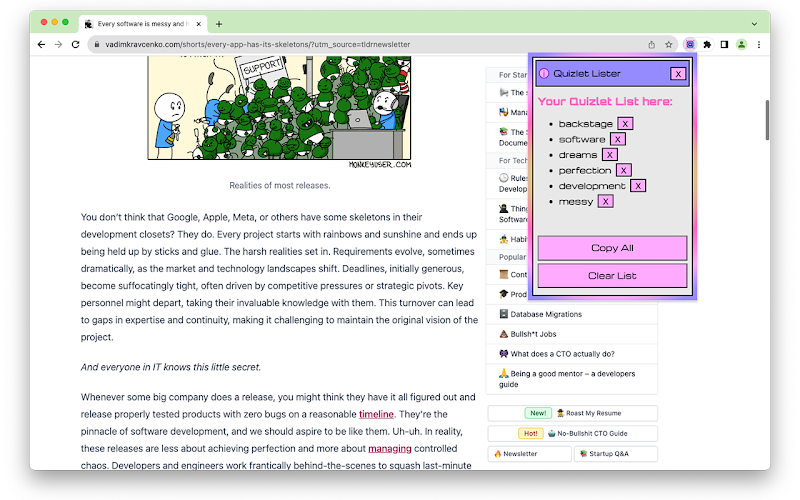 Every software is messy and h
vadimkravcenko.com/shorts/every-app-has-its-skeletons/?utm_source=tldrnewsletter
SUPPORT
MONKEYUSER.COM
Realities of most releases.
You don't think that Google, Apple, Meta, or others have some skeletons in their
development closets? They do. Every project starts with rainbows and sunshine and ends up
being held up by sticks and glue. The harsh realities set in. Requirements evolve, sometimes
dramatically, as the market and technology landscapes shift. Deadlines, initially generous,
become suffocatingly tight, often driven by competitive pressures or strategic pivots. Key
personnel might depart, taking their invaluable knowledge with them. This turnover can lead
to gaps in expertise and continuity, making it challenging to maintain the original vision of the
project.
And everyone in IT knows this little secret.
Whenever some big company does a release, you might think they have it all figured out and
release properly tested products with zero bugs on a reasonable timeline. They're the
pinnacle of software development, and we should aspire to be like them. Uh-uh. In reality,
these releases are less about achieving perfection and more about managing controlled
chaos. Developers and engineers work frantically behind-the-scenes to squash last-minute
For Star
The s
Mana
The S
Docume
For Tech
Rules
Develop
Thing
Software
Habi
Popular
Cont
Prod
Database Migrations
Bullsh*t Jobs
What does a CTO actually do?
Being a good mentor – a developers
guide
New! Roast My Resume
Hot! No-Bullshit CTO Guide
Newsletter
Startup Q&A
Quizlet Lister X
Your Quizlet List here:
backstage X
software X
dreams X
perfection X
development X
messy X
Copy All
Clear List